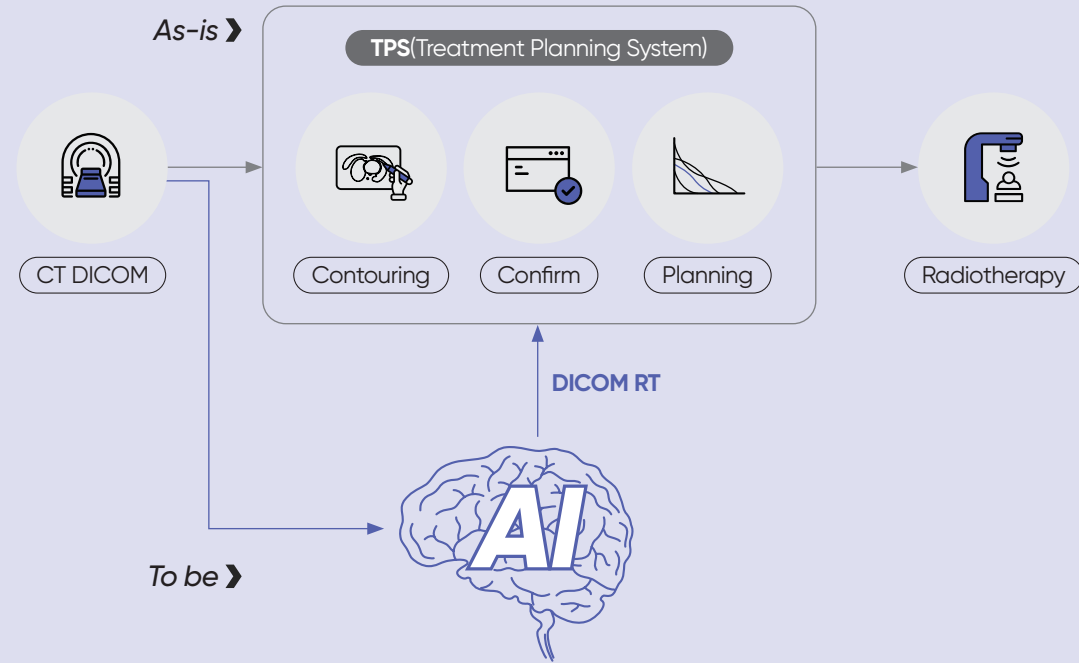 As-is ❯
TPS(Treatment Planning System)
CT DICOM
Contouring
Confirm
Planning
Radiotherapy
DICOM RT
AI
To be ❯